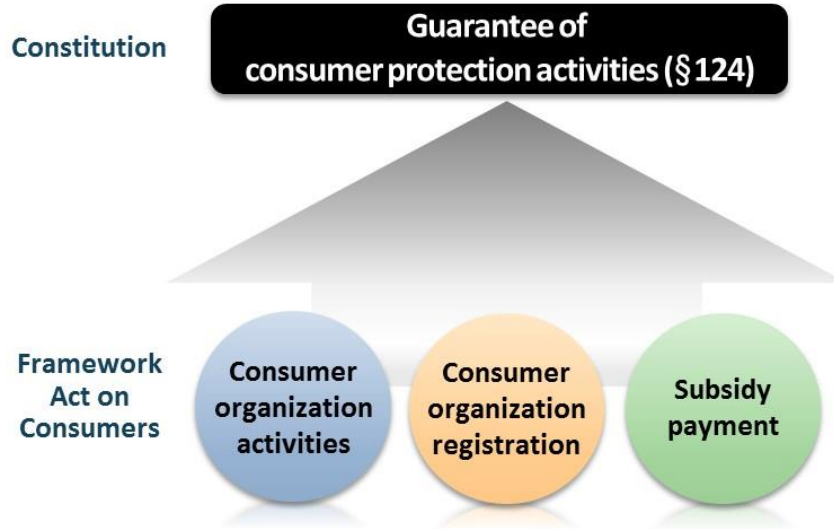 Constitution
Guarantee of
consumer protection activities (§124)
Framework
Act on
Consumers
Consumer
organization
activities
Consumer
organization
registration
Subsidy
payment